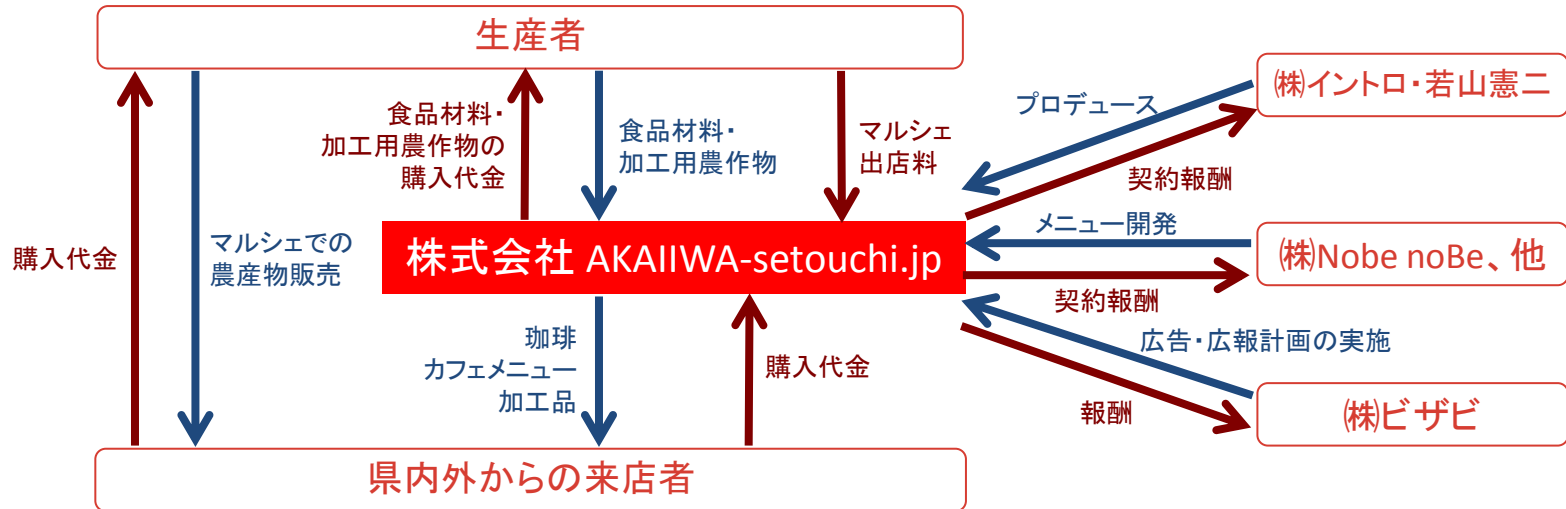 生産者
㈱イントロ・若山憲二
プロデュース
食品材料・
加工用農作物の
購入代金
食品材料・
加工用農作物
マルシェ
出店料
契約報酬
購入代金
マルシェでの
農産物販売
株式会社 AKAIIWA-setouchi.jp
メニュー開発
㈱Nobe noBe、他
契約報酬
珈琲
カフェメニュー
加工品
購入代金
広告・広報計画の実施
報酬
㈱ビザビ
県内外からの来店者